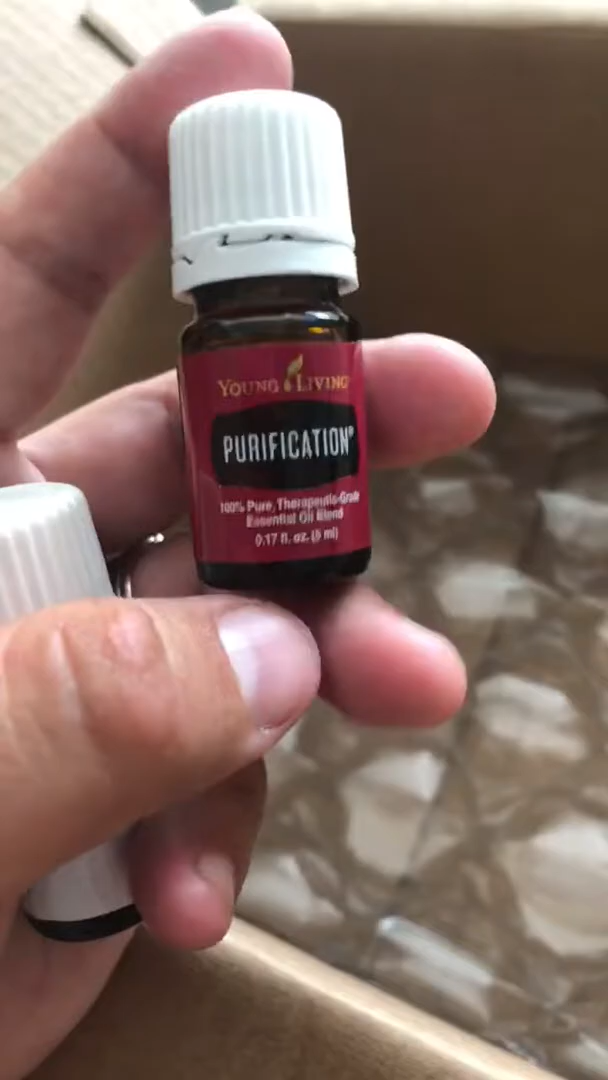 YOUNG LIVING
PURIFICATION®
100% Pure, Therapeutic-Grade
Essential Oil Blend
0.17 fl. oz. (5 ml)